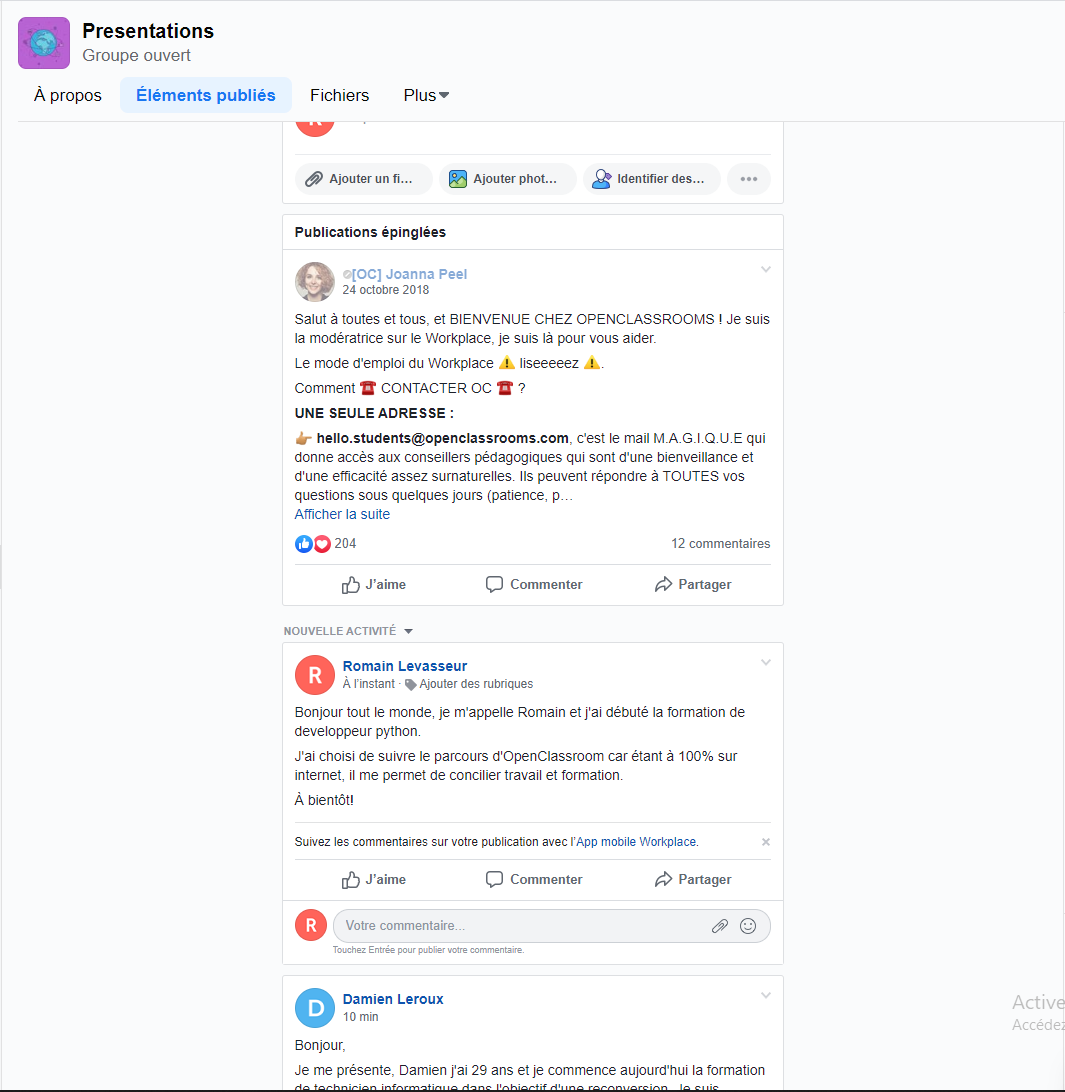 Presentations
Groupe ouvert
À propos
Éléments publiés
Fichiers
Plus
R
Ajouter un fi...
Ajouter phot...
Identifier des...
Publications épinglées
[OC] Joanna Peel
24 octobre 2018
Salut à toutes et tous, et BIENVENUE CHEZ OPENCLASSROOMS ! Je suis
la modératrice sur le Workplace, je suis là pour vous aider.
Le mode d'emploi du Workplace ⚠️ liseeeeez ⚠️.
Comment ☎️ CONTACTER OC ☎️ ?
UNE SEULE ADRESSE :
👉 hello.students@openclassrooms.com, c'est le mail M.A.G.I.Q.U.E qui
donne accès aux conseillers pédagogiques qui sont d'une bienveillance et
d'une efficacité assez surnaturelles. Ils peuvent répondre à TOUTES vos
questions sous quelques jours (patience, p…
Afficher la suite
204
12 commentaires
J'aime
Commenter
Partager
NOUVELLE ACTIVITÉ
R
Romain Levasseur
À l'instant · Ajouter des rubriques
Bonjour tout le monde, je m'appelle Romain et j'ai débuté la formation de
developpeur python.
J'ai choisi de suivre le parcours d'OpenClassroom car étant à 100% sur
internet, il me permet de concilier travail et formation.
À bientôt!
Suivez les commentaires sur votre publication avec l'App mobile Workplace.
J'aime
Commenter
Partager
R
Votre commentaire...
Touchez Entrée pour publier votre commentaire.
D
Damien Leroux
10 min
Bonjour,
Je me présente, Damien j'ai 29 ans et je commence aujourd'hui la formation
de technicien informatique dans l'objectif d'une reconversion. Je suis
Active
Accédez